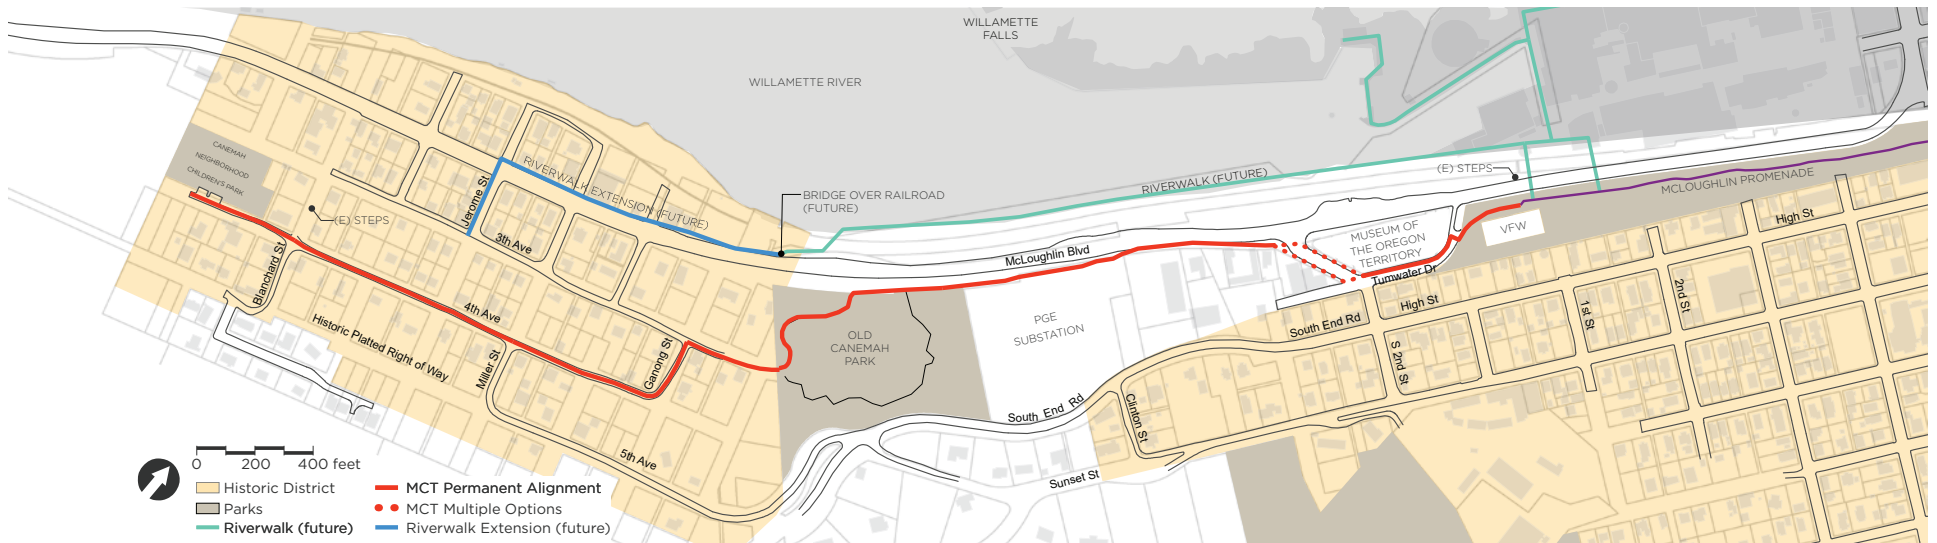 WILLAMETTE
FALLS
WILLAMETTE RIVER
CANEMAH
NEIGHBORHOOD
CHILDREN'S PARK
(E) STEPS
Jerome St
RIVERWALK EXTENSION (FUTURE)
3th Ave
BRIDGE OVER RAILROAD
(FUTURE)
RIVERWALK (FUTURE)
(E) STEPS
MCLOUGHLIN PROMENADE
McLoughlin Blvd
MUSEUM OF
THE OREGON
TERRITORY
VFW
High St
Tumwater Dr
High St
Blanchard St
4th Ave
Historic Platted Right of Way
Miller St
Ganong St
5th Ave
OLD
CANEMAH
PARK
PGE
SUBSTATION
South End Rd
South End Rd
S 2nd St
1st St
2nd St
Clinton St
Sunset St
0 200 400 feet
Historic District
Parks
Riverwalk (future)
MCT Permanent Alignment
MCT Multiple Options
Riverwalk Extension (future)